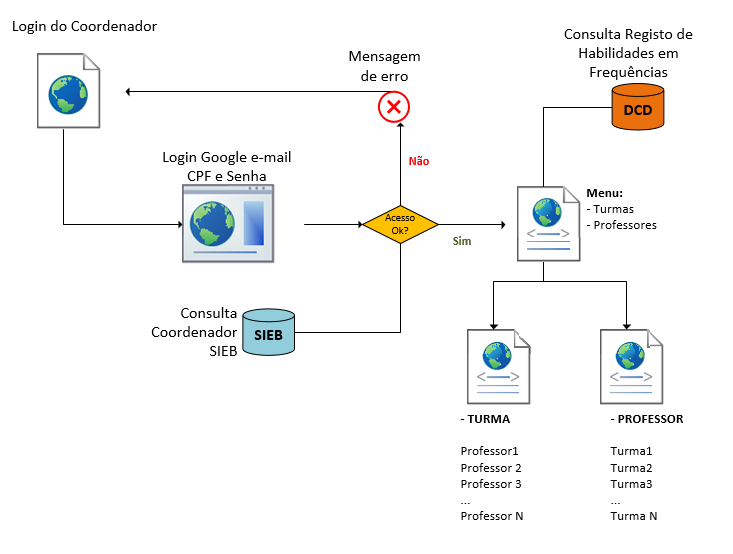 Login do Coordenador
Mensagem
de erro
Consulta Registo de
Habilidades em
Frequências
DCD
Login Google e-mail
CPF e Senha
Não
Acesso
Ok?
Sim
Menu:
- Turmas
- Professores
Consulta
Coordenador
SIEB
SIEB
- TURMA
Professor1
Professor 2
Professor 3
...
Professor N
- PROFESSOR
Turma1
Turma2
Turma3
...
Turma N